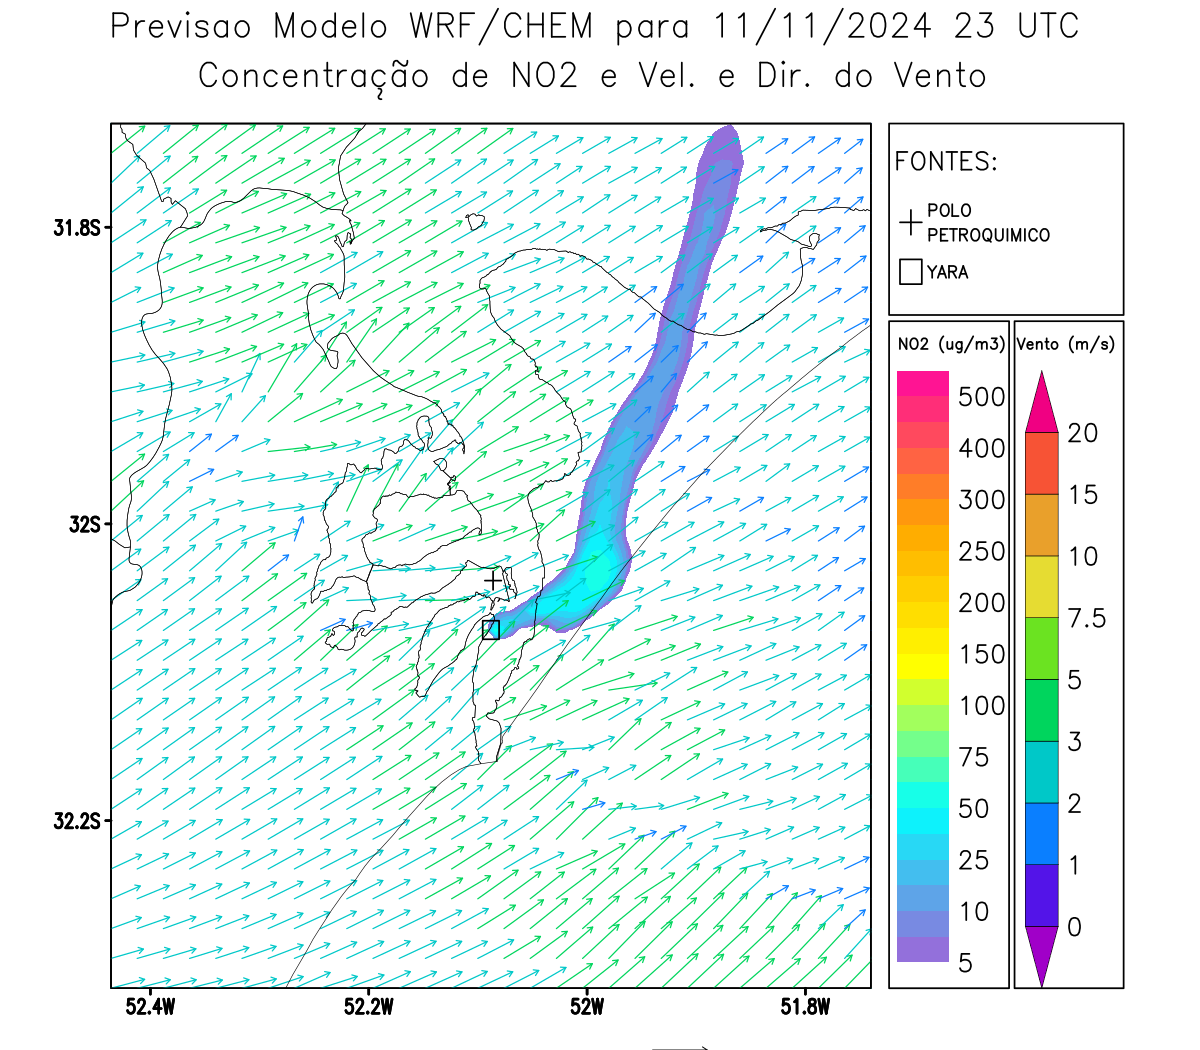 Previsao Modelo WRF/CHEM para 11/11/2024 23 UTC
Concentração de NO2 e Vel. e Dir. do Vento
FONTES:
POLO
PETROQUIMICO
YARA
NO2 (ug/m3)
500
400
300
250
200
150
100
75
50
25
10
5
Vento (m/s)
20
15
10
7.5
5
3
2
1
0
31.8S
32S
32.2S
52.4W
52.2W
52W
51.8W